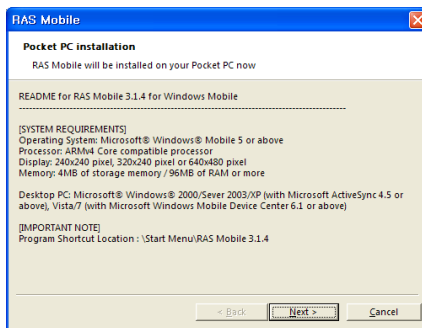 RAS Mobile
Pocket PC installation
RAS Mobile will be installed on your Pocket PC now
README for RAS Mobile 3.1.4 for Windows Mobile
--------------------------------------------------------------------------------
[SYSTEM REQUIREMENTS]
Operating System: Microsoft® Windows® Mobile 5 or above
Processor: ARMv4 Core compatible processor
Display: 240x240 pixel, 320x240 pixel or 640x480 pixel
Memory: 4MB of storage memory / 96MB of RAM or more
Desktop PC: Microsoft® Windows® 2000/Sever 2003/XP (with Microsoft ActiveSync 4.5 or
above), Vista/7 (with Microsoft Windows Mobile Device Center 6.1 or above)
[IMPORTANT NOTE]
Program Shortcut Location : \Start Menu\RAS Mobile 3.1.4
< Back Next > Cancel